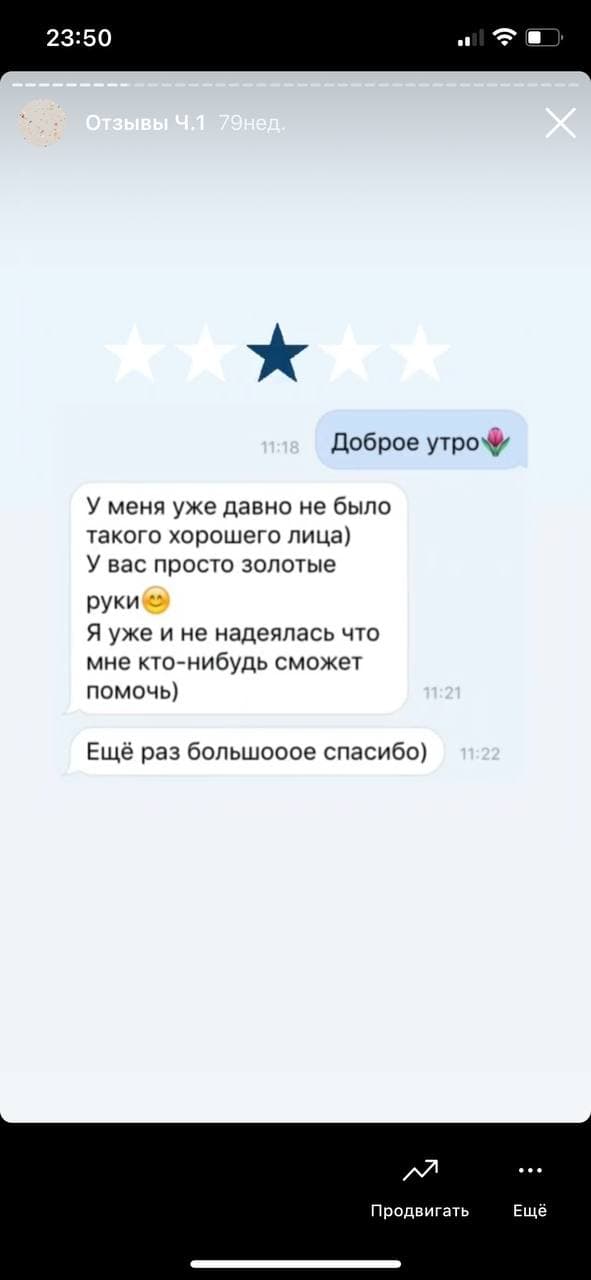 23:50
Отзывы Ч.1 79нед.
Доброе утро🌷
11:18
У меня уже давно не было
такого хорошего лица)
У вас просто золотые
руки😊
Я уже и не надеялась что
мне кто-нибудь сможет
помочь)
11:21
Ещё раз большооое спасибо)
11:22
Продвигать
Ещё